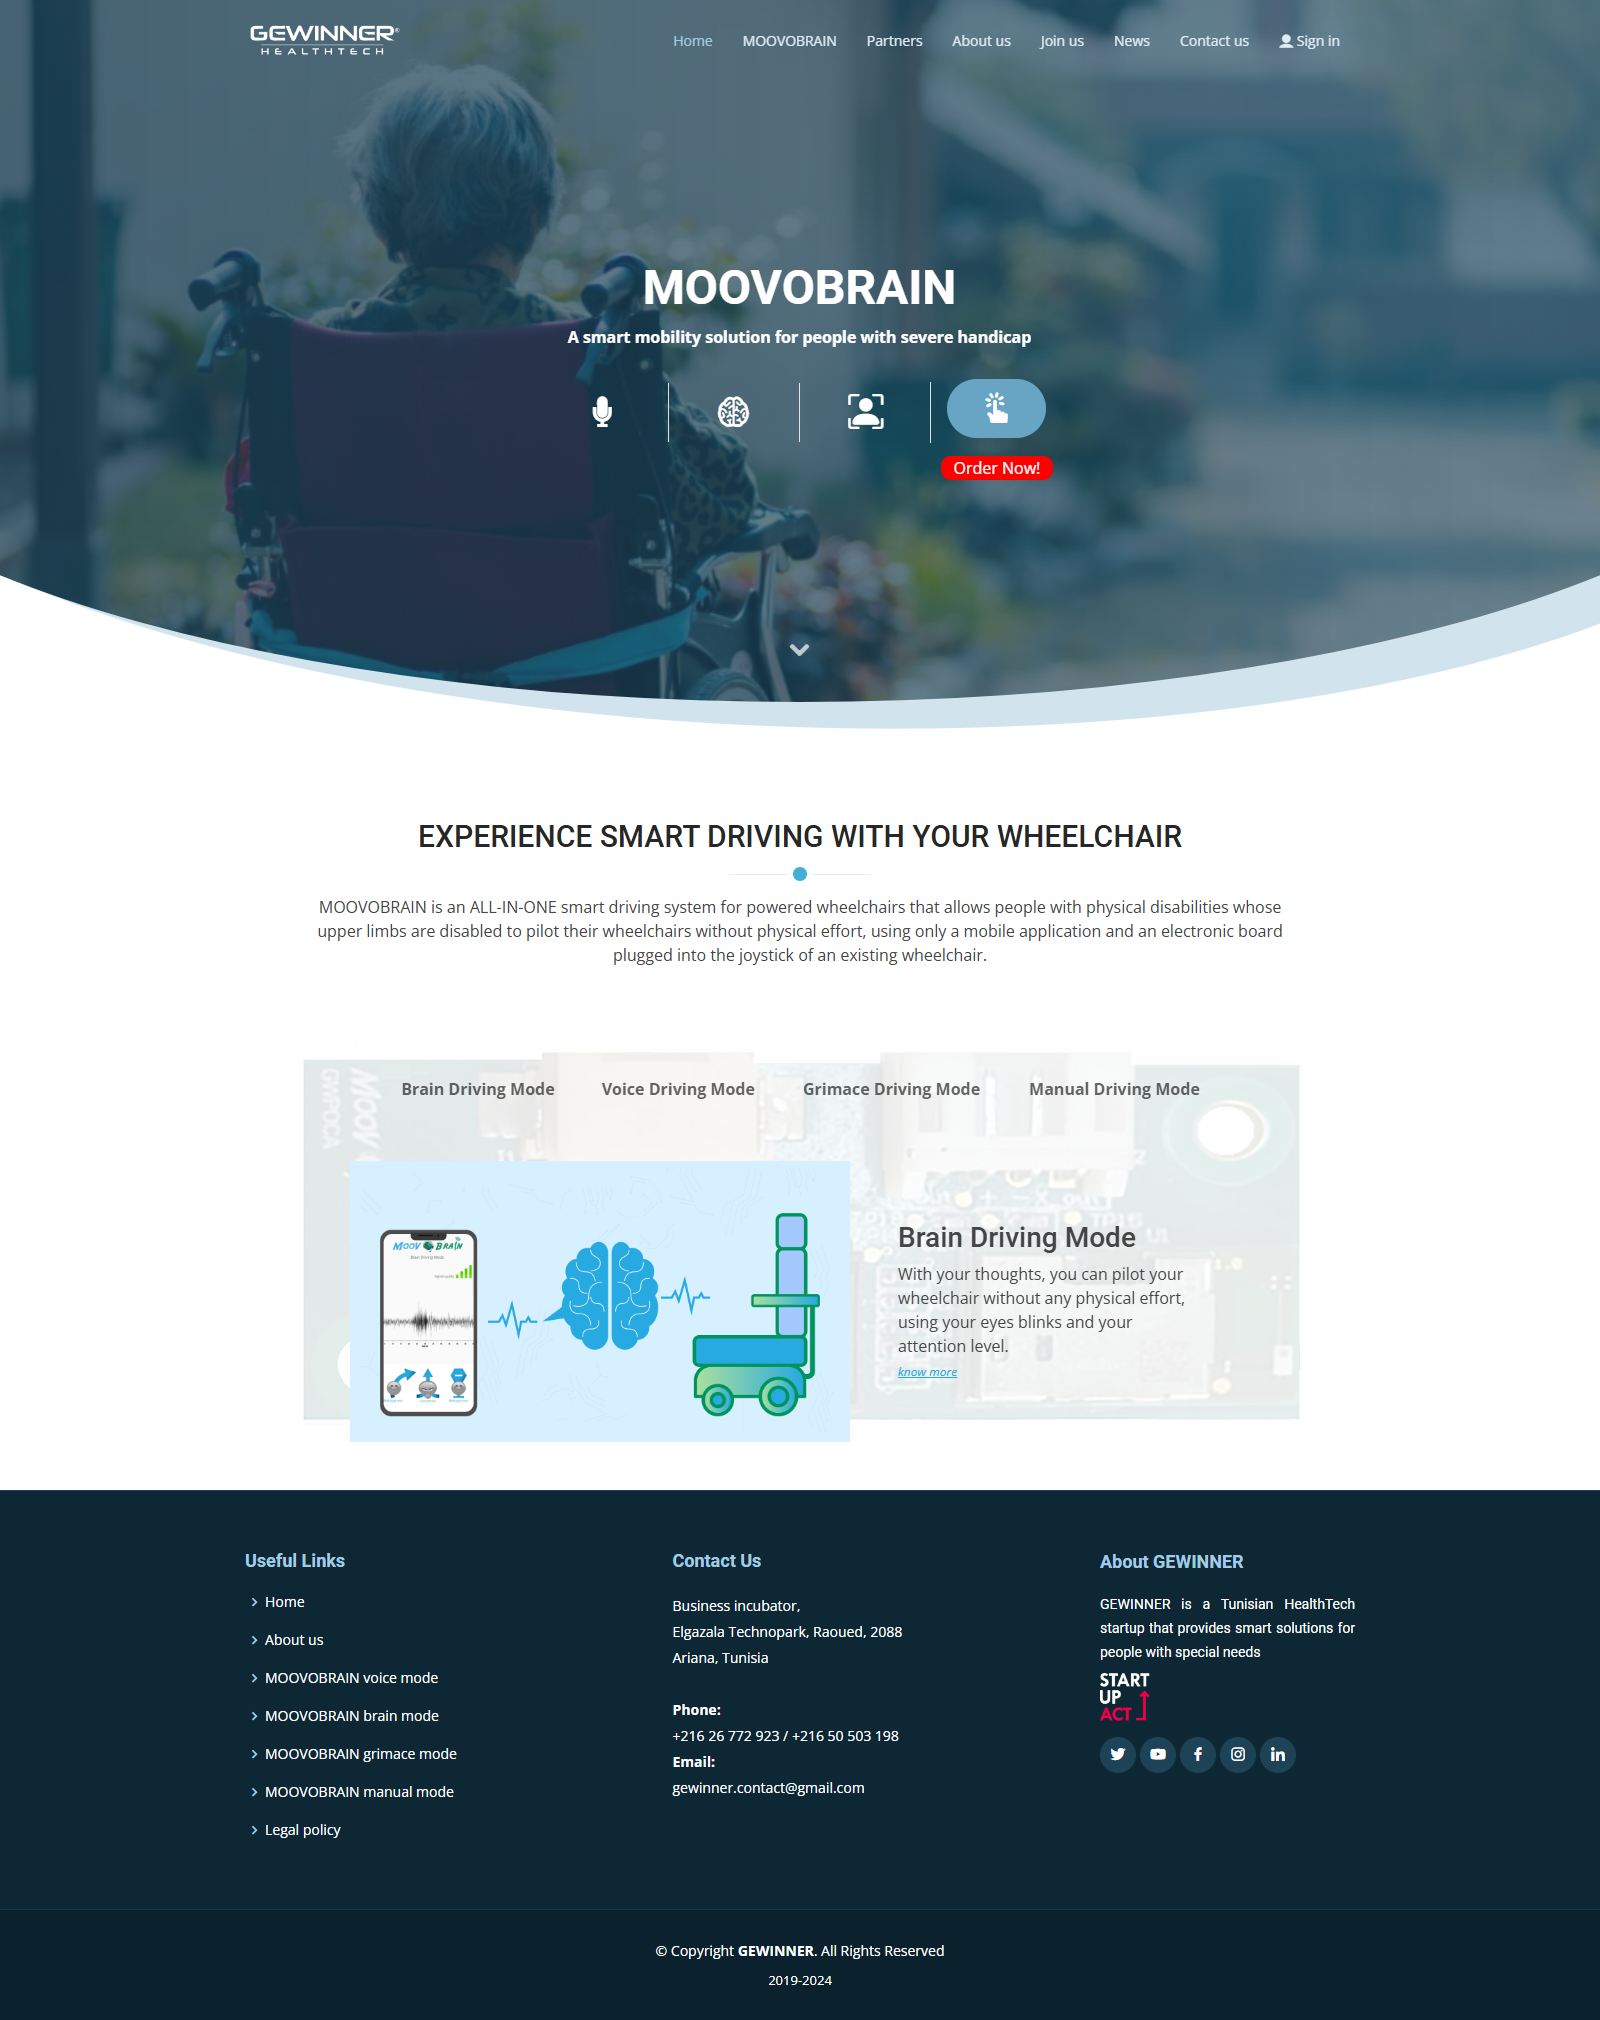 GEWINNER®
HEALTHTECH
Home MOOVOBRAIN Partners About us Join us News Contact us Sign in
MOOVOBRAIN
A smart mobility solution for people with severe handicap
Order Now!
EXPERIENCE SMART DRIVING WITH YOUR WHEELCHAIR
MOOVOBRAIN is an ALL-IN-ONE smart driving system for powered wheelchairs that allows people with physical disabilities whose
upper limbs are disabled to pilot their wheelchairs without physical effort, using only a mobile application and an electronic board
plugged into the joystick of an existing wheelchair.
Brain Driving Mode Voice Driving Mode Grimace Driving Mode Manual Driving Mode
MOOV BRAIN
Brain Driving Mode
Brain Driving Mode
With your thoughts, you can pilot your
wheelchair without any physical effort,
using your eyes blinks and your
attention level.
know more
Useful Links
Home
About us
MOOVOBRAIN voice mode
MOOVOBRAIN brain mode
MOOVOBRAIN grimace mode
MOOVOBRAIN manual mode
Legal policy
Contact Us
Business incubator,
Elgazala Technopark, Raoued, 2088
Ariana, Tunisia
Phone:
+216 26 772 923 / +216 50 503 198
Email:
gewinner.contact@gmail.com
About GEWINNER
GEWINNER is a Tunisian HealthTech
startup that provides smart solutions for
people with special needs
START
UP
ACT
© Copyright GEWINNER. All Rights Reserved
2019-2024